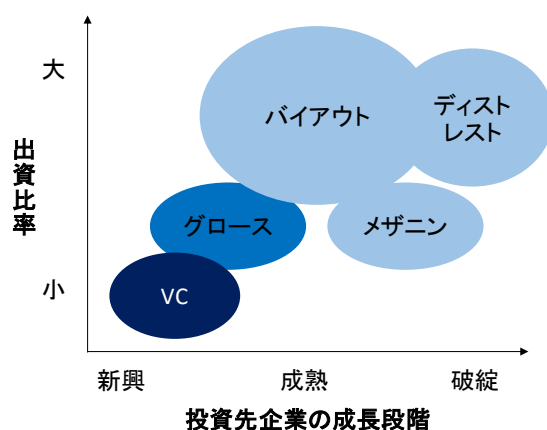 大
バイアウト
ディスト
レスト
出資比率
グロース
メザニン
小
VC
新興
成熟
破綻
投資先企業の成長段階